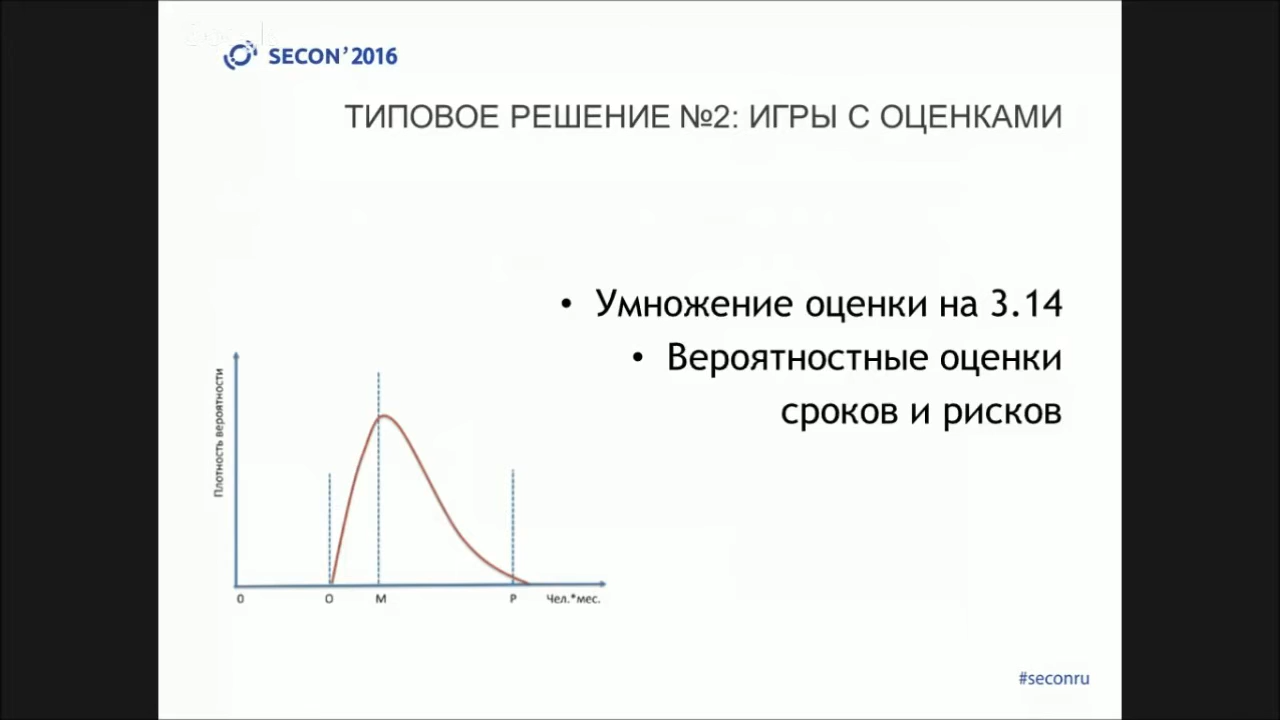 SECON’2016
ТИПОВОЕ РЕШЕНИЕ №2: ИГРЫ С ОЦЕНКАМИ
• Умножение оценки на 3.14
• Вероятностные оценки
сроков и рисков
Плотность вероятности
0 О М Р Чел.*мес.
#seconru